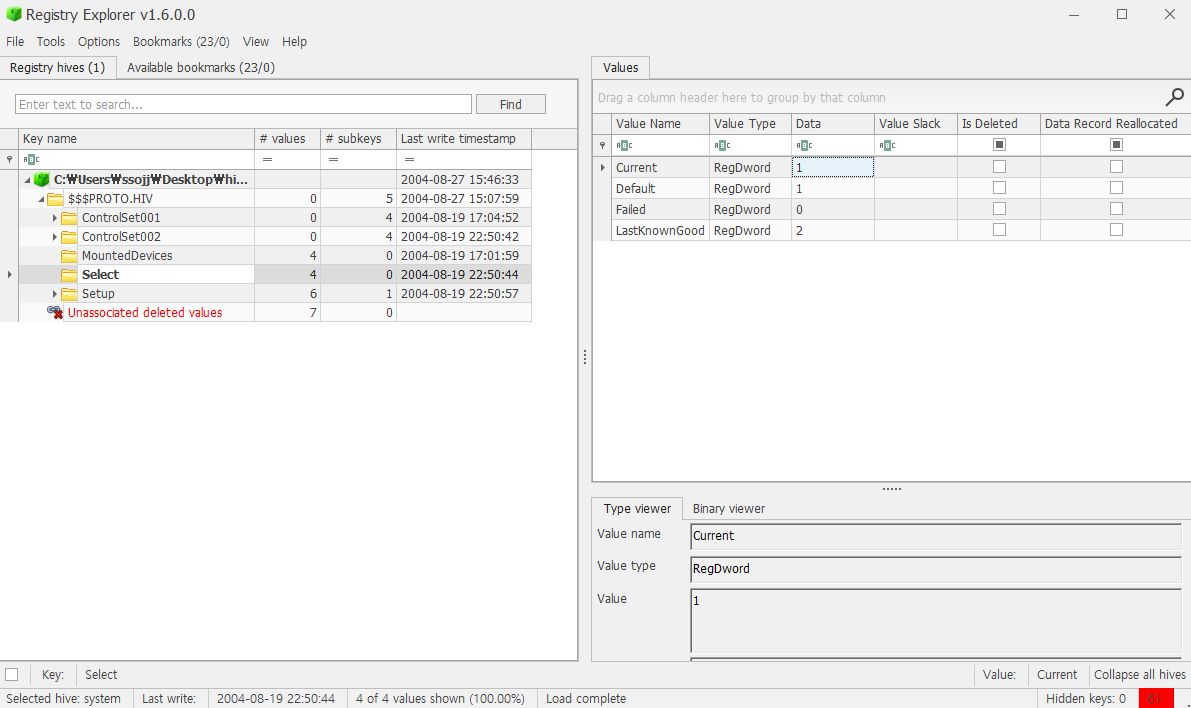 Registry Explorer v1.6.0.0
File Tools Options Bookmarks (23/0) View Help
Registry hives (1) Available bookmarks (23/0)
Enter text to search... Find
Key name # values # subkeys Last write timestamp
ABC = = =
C:₩Users₩ssojj₩Desktop₩hi... 2004-08-27 15:46:33
$$$PROTO.HIV 0 5 2004-08-27 15:07:59
ControlSet001 0 4 2004-08-19 17:04:52
ControlSet002 0 4 2004-08-19 22:50:42
MountedDevices 4 0 2004-08-19 17:01:59
Select 4 0 2004-08-19 22:50:44
Setup 6 1 2004-08-19 22:50:57
Unassociated deleted values 7 0
Values
Drag a column header here to group by that column
Value Name Value Type Data Value Slack Is Deleted Data Record Reallocated
ABC ABC ABC ABC
Current RegDword 1
Default RegDword 1
Failed RegDword 0
LastKnownGood RegDword 2
Type viewer Binary viewer
Value name Current
Value type RegDword
Value 1
Key: Select Value: Current Collapse all hives
Selected hive: system Last write: 2004-08-19 22:50:44 4 of 4 values shown (100.00%) Load complete Hidden keys: 0 61